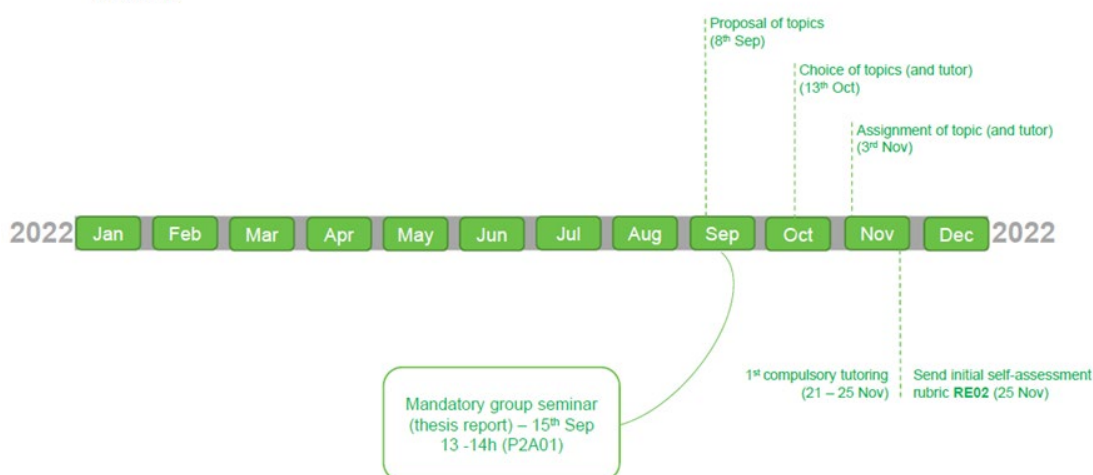 Proposal of topics
(8th Sep)
Choice of topics (and tutor)
(13th Oct)
Assignment of topic (and tutor)
(3rd Nov)
2022 Jan Feb Mar Apr May Jun Jul Aug Sep Oct Nov Dec 2022
1st compulsory tutoring
(21 – 25 Nov)
Send initial self-assessment
rubric RE02 (25 Nov)
Mandatory group seminar
(thesis report) – 15th Sep
13 -14h (P2A01)